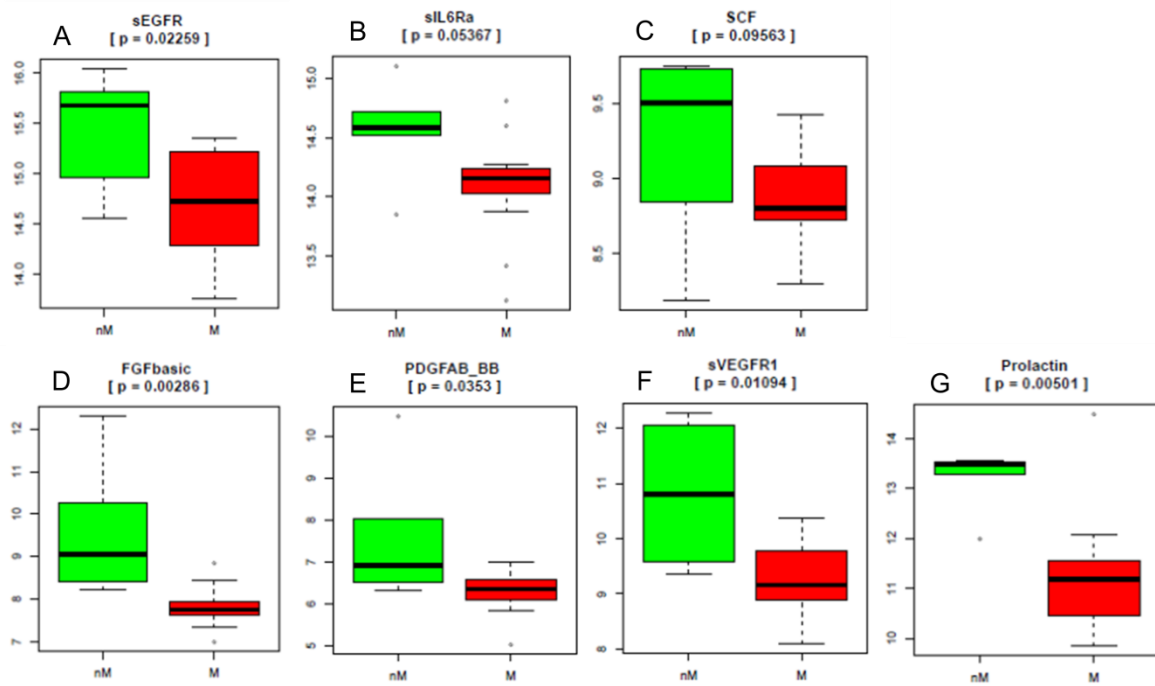 A
sEGFR
[ p = 0.02259 ]
16.0
15.5
15.0
14.5
14.0
nM
M
B
sIL6Ra
[ p = 0.05367 ]
15.0
14.5
14.0
13.5
nM
M
C
SCF
[ p = 0.09563 ]
9.5
9.0
8.5
nM
M
D
FGFbasic
[ p = 0.00286 ]
12
11
10
9
8
7
nM
M
E
PDGFAB_BB
[ p = 0.0353 ]
10
9
8
7
6
5
nM
M
F
sVEGFR1
[ p = 0.01094 ]
12
11
10
9
8
nM
M
G
Prolactin
[ p = 0.00501 ]
14
13
12
11
10
nM
M